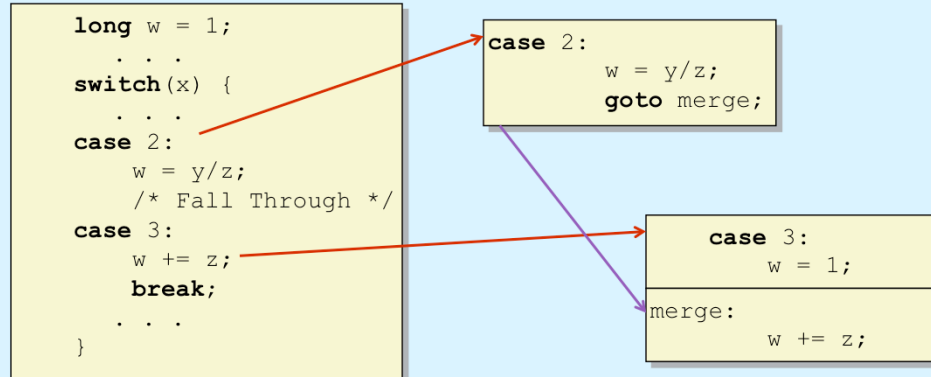 long w = 1;
. . .
switch(x) {
. . .
case 2:
w = y/z;
/* Fall Through */
case 3:
w += z;
break;
. . .
}
case 2:
w = y/z;
goto merge;
case 3:
w = 1;
merge:
w += z;